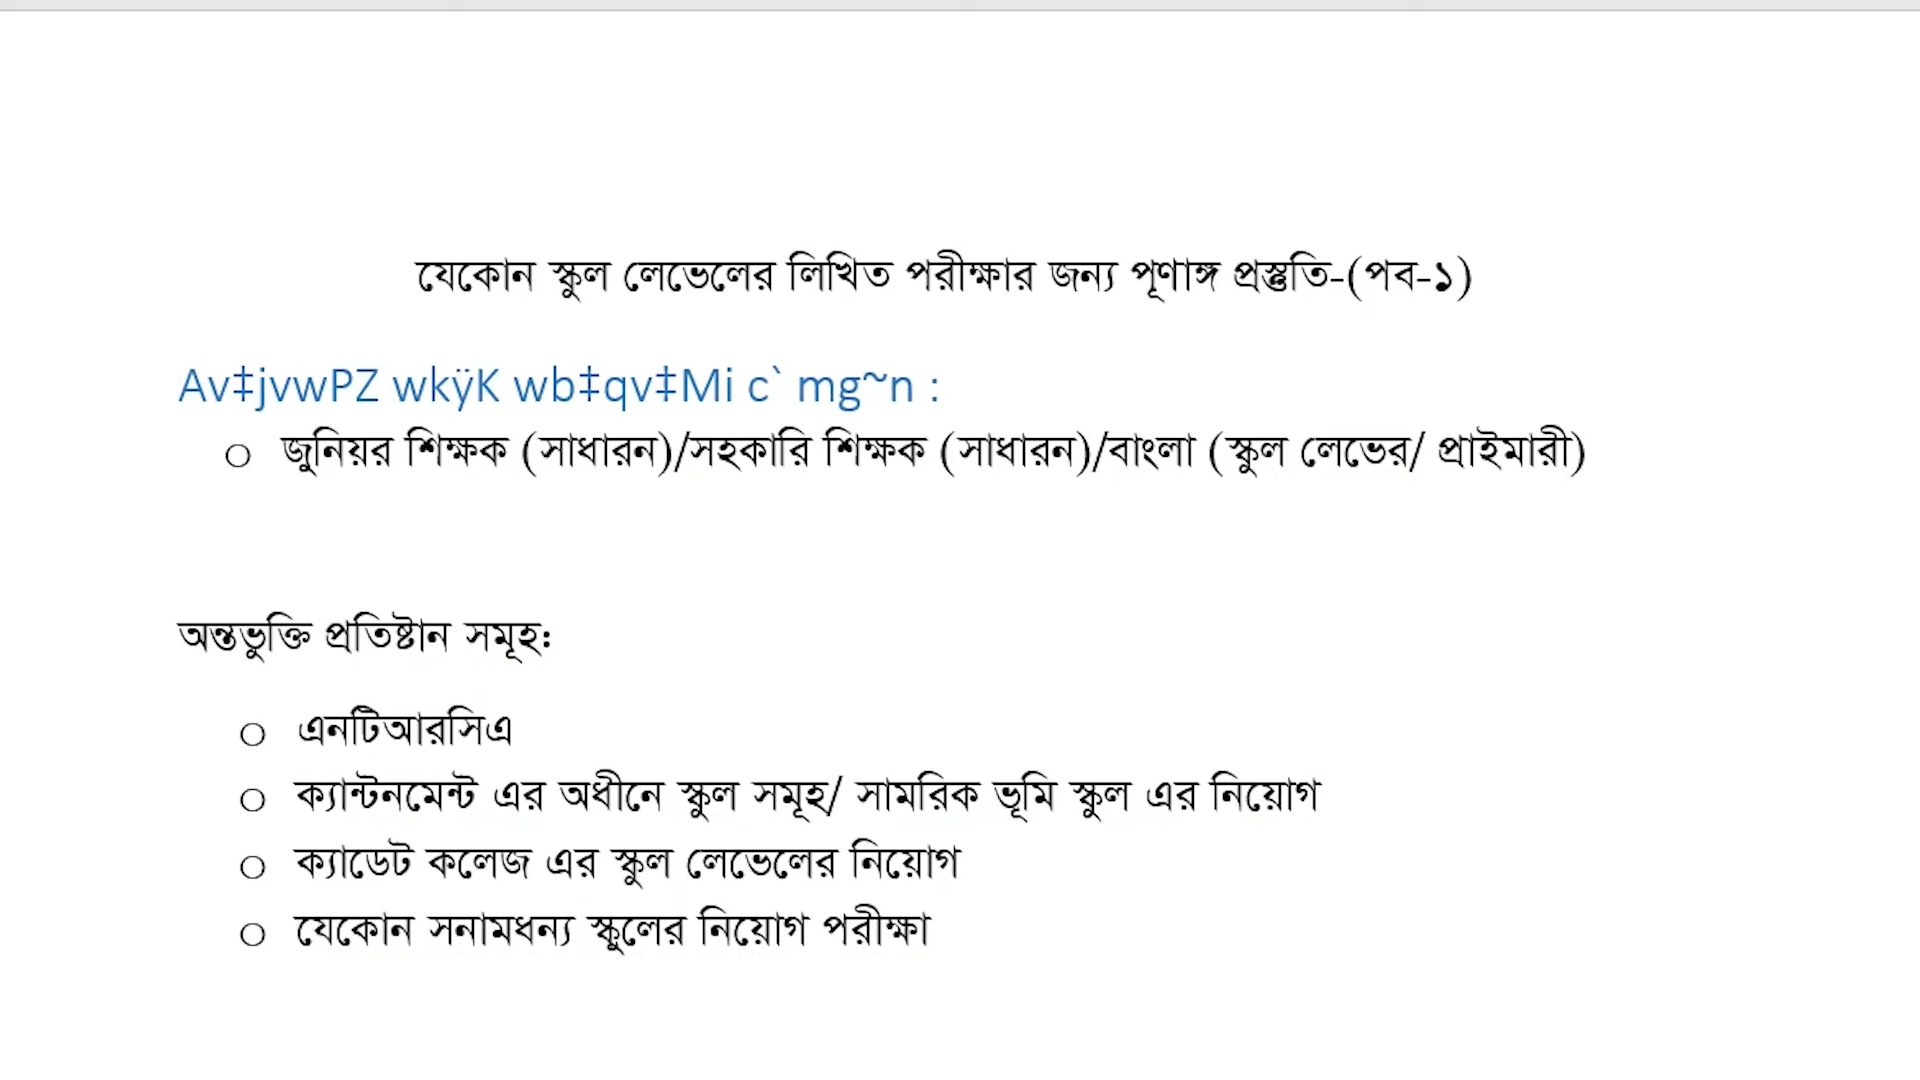 যেকোন স্কুল লেভেলের লিখিত পরীক্ষার জন্য পূণাঙ্গ প্রস্তুতি-(পব-১)
Av‡jvwPZ wkÿK wb‡qv‡Mi c` mg~n :
o জুনিয়র শিক্ষক (সাধারন)/সহকারি শিক্ষক (সাধারন)/বাংলা (স্কুল লেভের/ প্রাইমারী)
অন্তভুক্তি প্রতিষ্টান সমূহঃ
o এনটিআরসিএ
o ক্যান্টনমেন্ট এর অধীনে স্কুল সমূহ/ সামরিক ভূমি স্কুল এর নিয়োগ
o ক্যাডেট কলেজ এর স্কুল লেভেলের নিয়োগ
o যেকোন সনামধন্য স্কুলের নিয়োগ পরীক্ষা